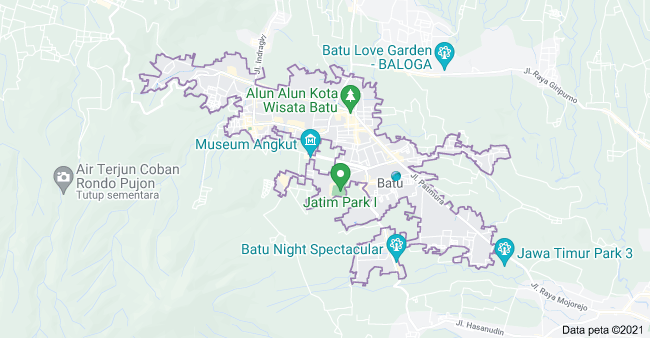 Jl. Indragky
Batu Love Garden
- BALOGA
Jl. Raya Giripurno
Alun Alun Kota
Wisata Batu
Museum Angkut
Air Terjun Coban
Rondo Pujon
Tutup sementara
Batu
Jl. Patimura
Jatim Park I
Batu Night Spectacular
Jawa Timur Park 3
Jl. Raya Mojorejo
Jl. Hasanudin
Data peta ©2021